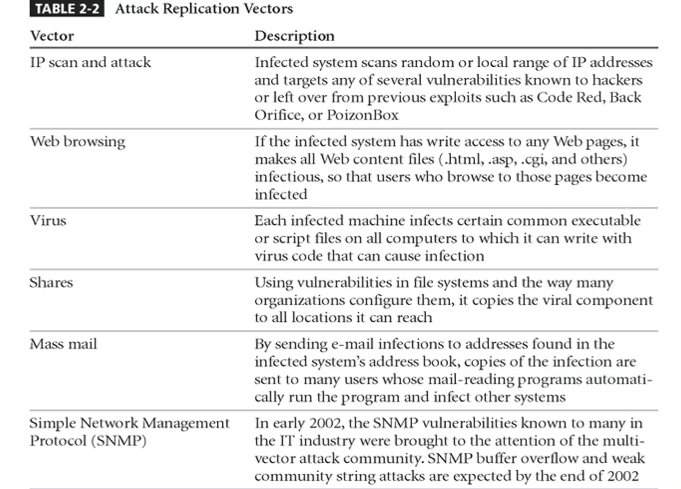 TABLE 2-2 Attack Replication Vectors
Vector Description
IP scan and attack Infected system scans random or local range of IP addresses
and targets any of several vulnerabilities known to hackers
or left over from previous exploits such as Code Red, Back
Orifice, or PoizonBox
Web browsing If the infected system has write access to any Web pages, it
makes all Web content files (.html, .asp, .cgi, and others)
infectious, so that users who browse to those pages become
infected
Virus Each infected machine infects certain common executable
or script files on all computers to which it can write with
virus code that can cause infection
Shares Using vulnerabilities in file systems and the way many
organizations configure them, it copies the viral component
to all locations it can reach
Mass mail By sending e-mail infections to addresses found in the
infected system's address book, copies of the infection are
sent to many users whose mail-reading programs automati-
cally run the program and infect other systems
Simple Network Management In early 2002, the SNMP vulnerabilities known to many in
Protocol (SNMP) the IT industry were brought to the attention of the multi-
vector attack community. SNMP buffer overflow and weak
community string attacks are expected by the end of 2002